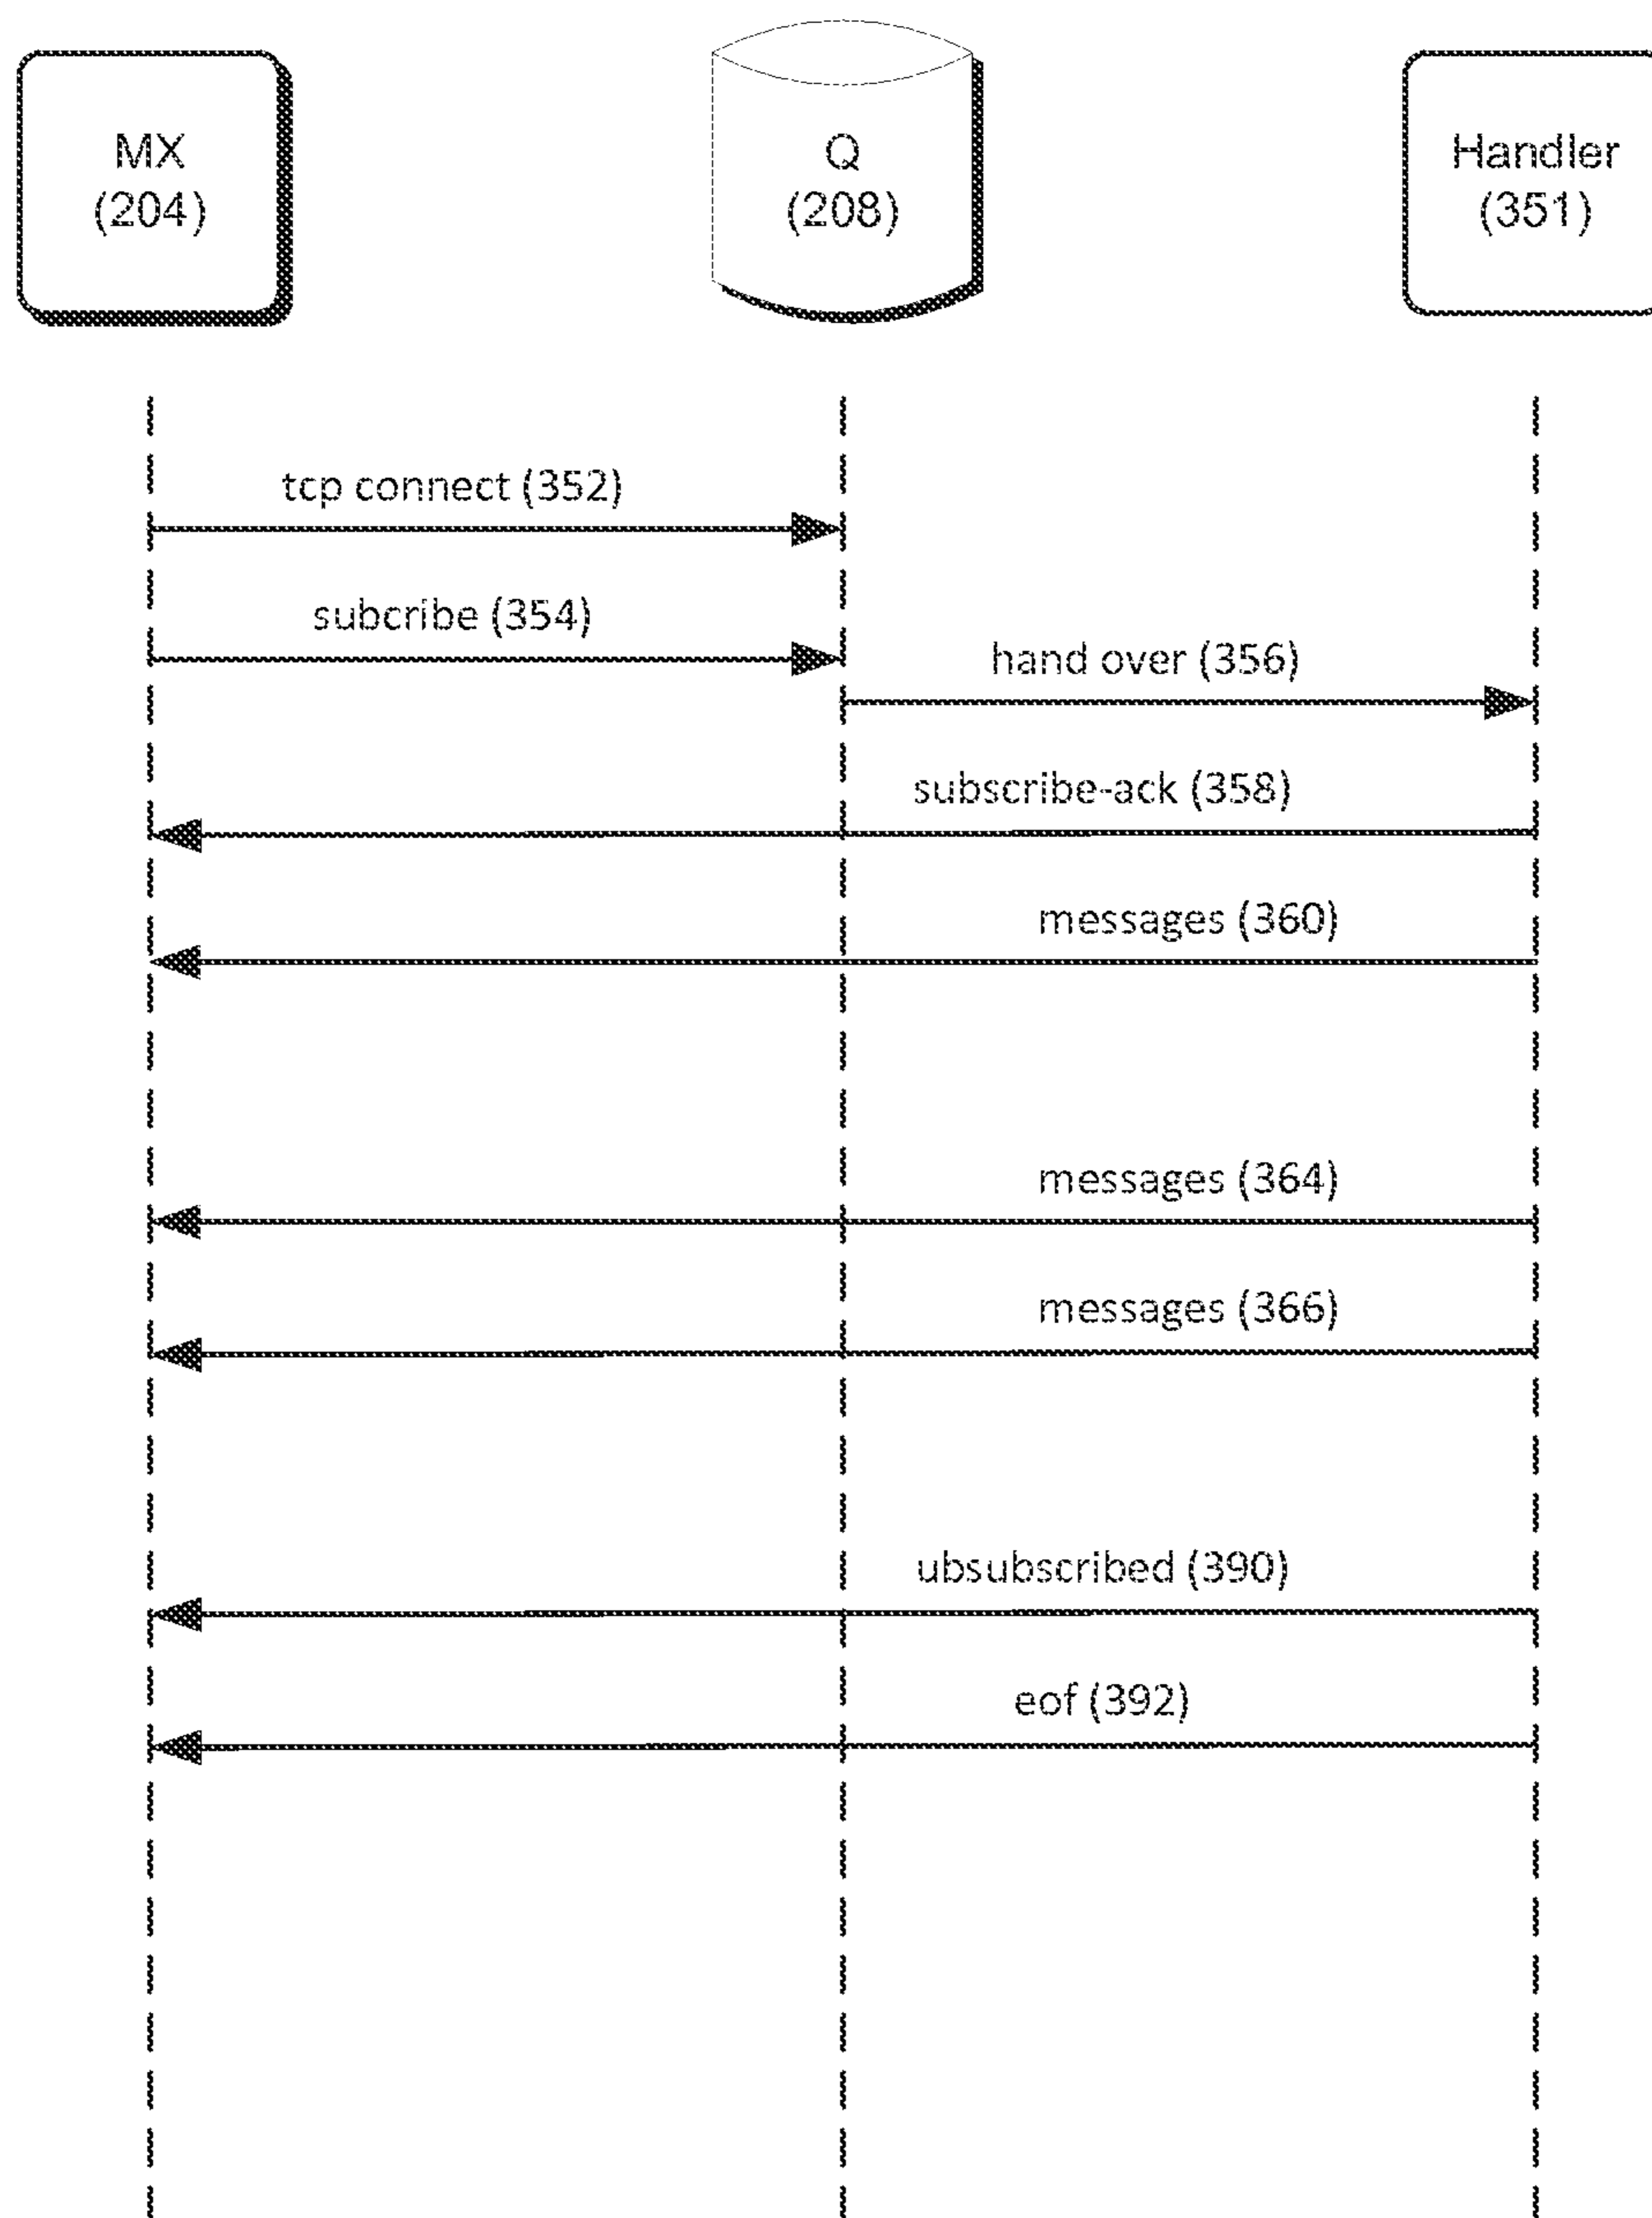 MX
(204)
Q
(208)
Handler
(351)
tcp connect (352)
subcribe (354)
hand over (356)
subscribe-ack (358)
messages (360)
messages (364)
messages (366)
ubsubscribed (390)
eof (392)